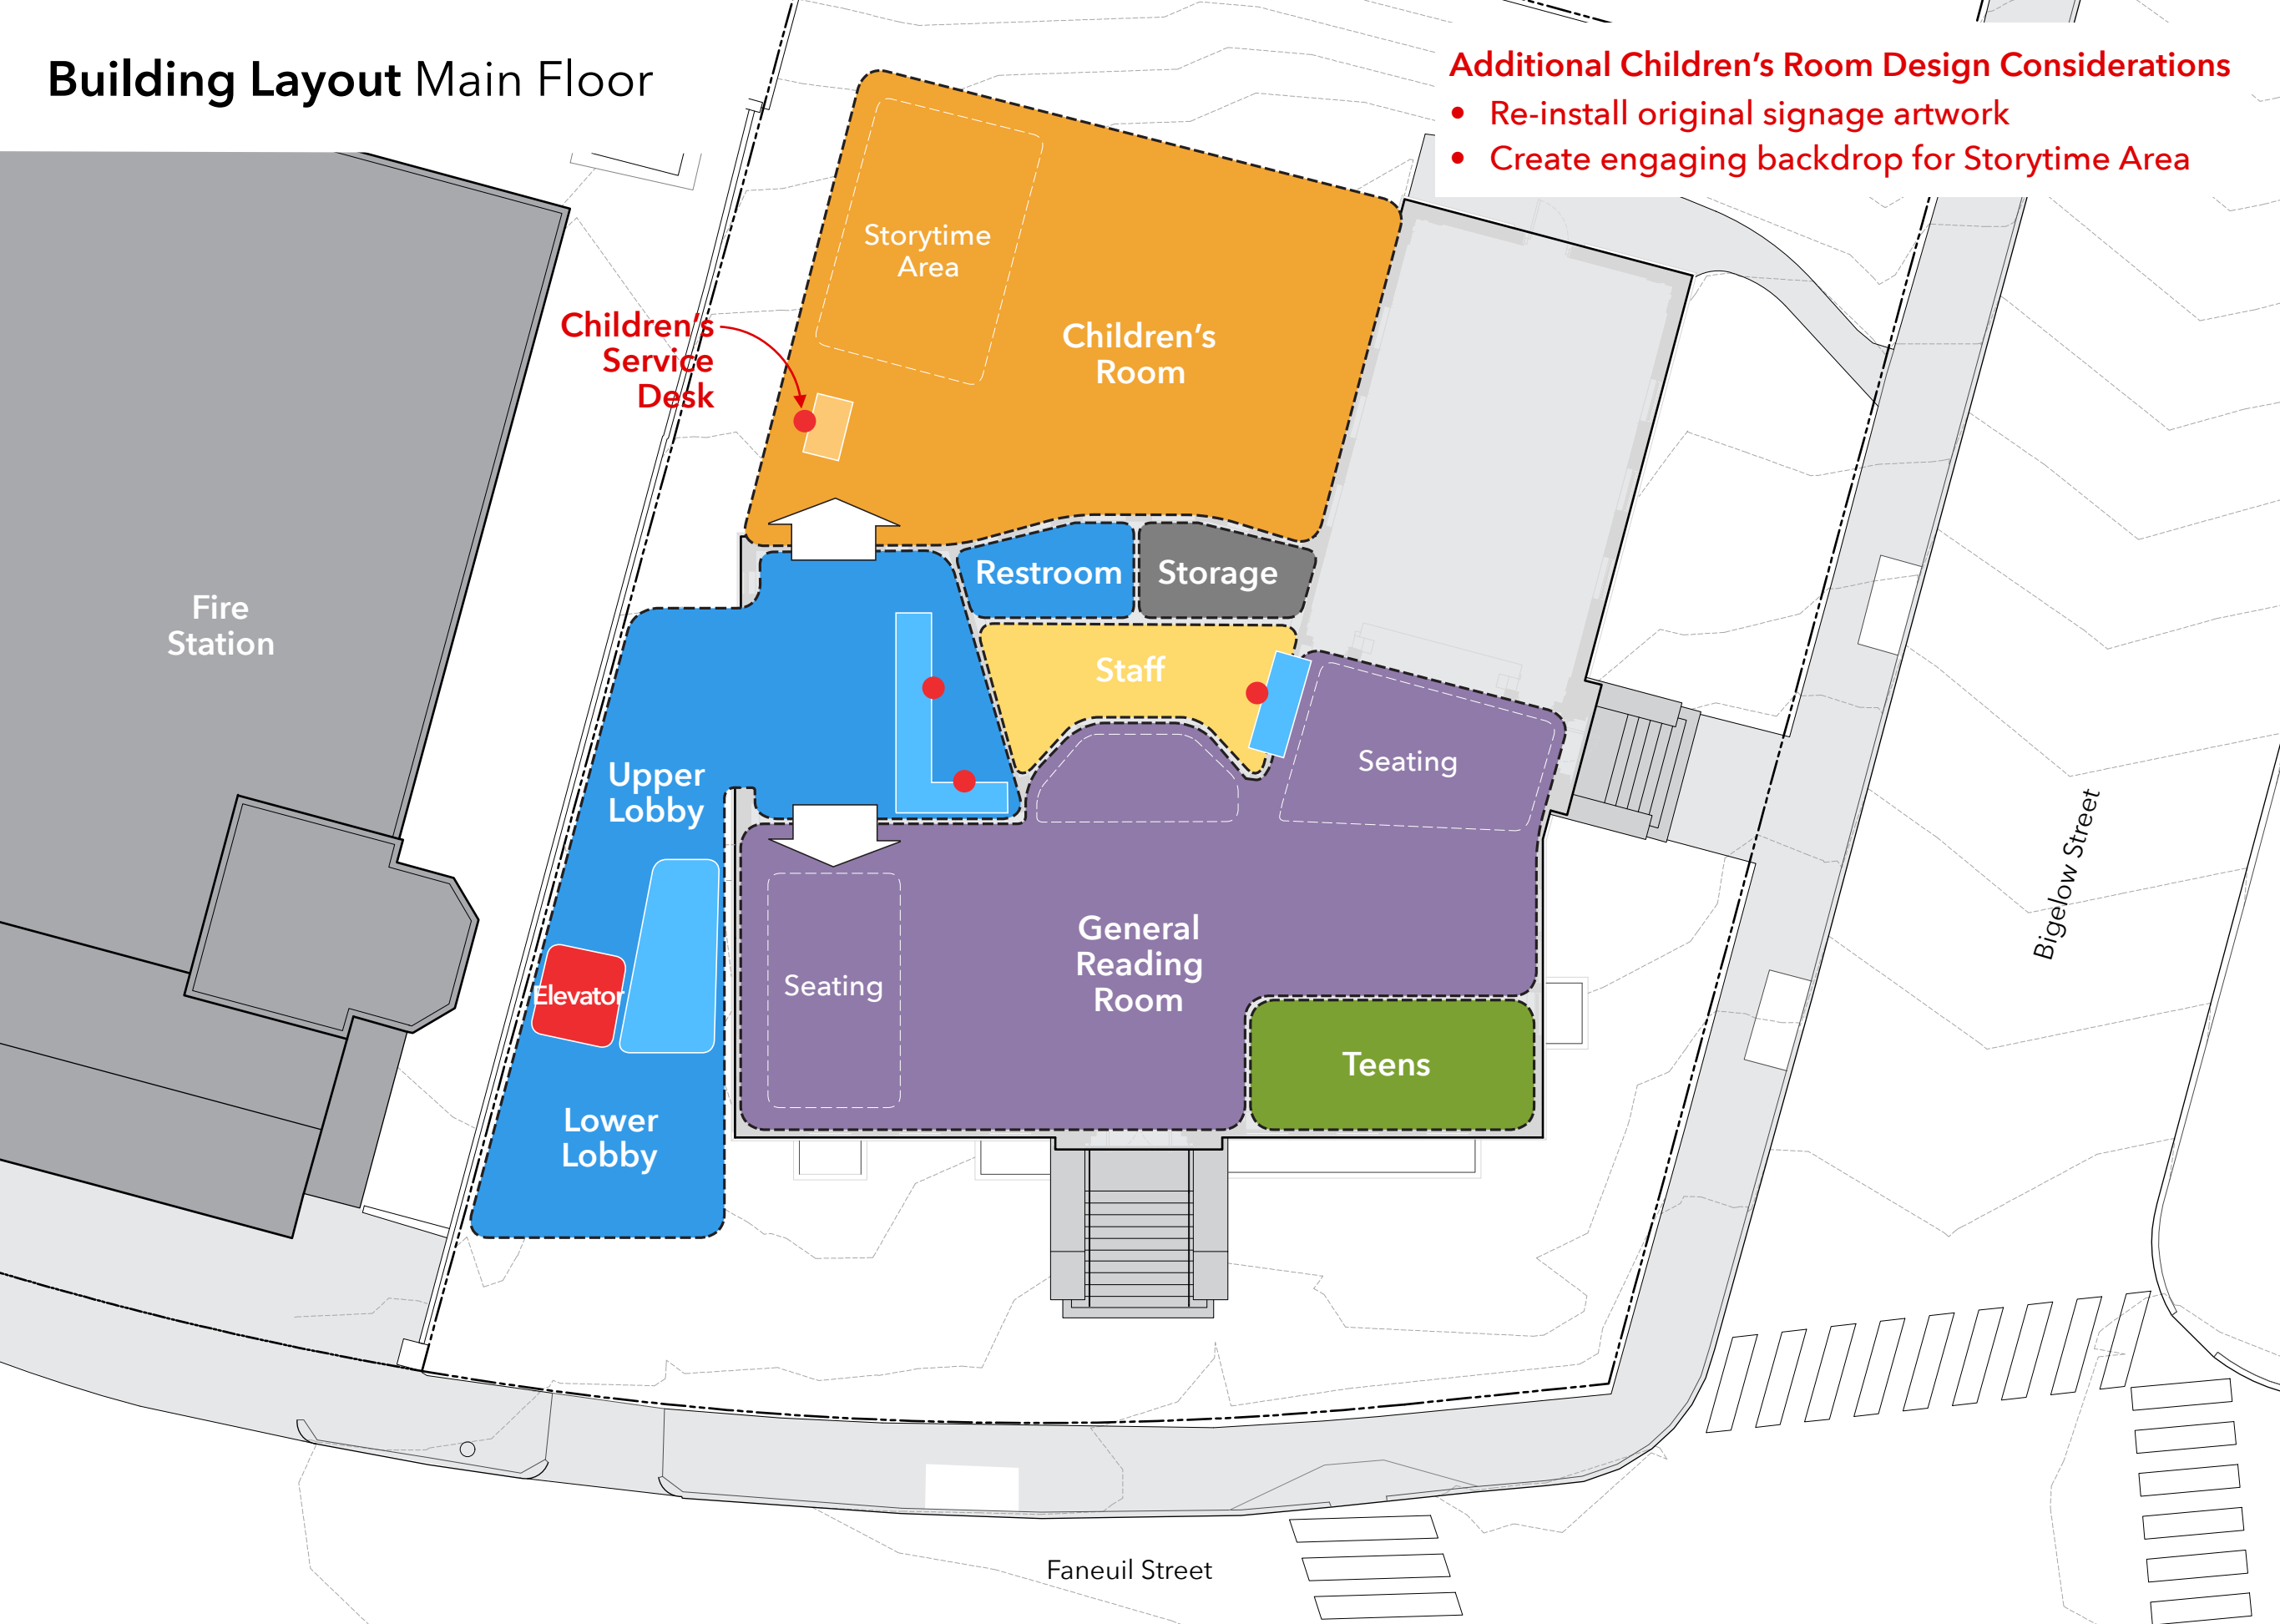 Building Layout Main Floor
Additional Children’s Room Design Considerations
• Re-install original signage artwork
• Create engaging backdrop for Storytime Area
Storytime
Area
Children’s
Service
Desk
Children’s
Room
Restroom
Storage
Fire
Station
Staff
Upper
Lobby
Seating
General
Reading
Room
Seating
Elevator
Teens
Lower
Lobby
Bigelow Street
Faneuil Street